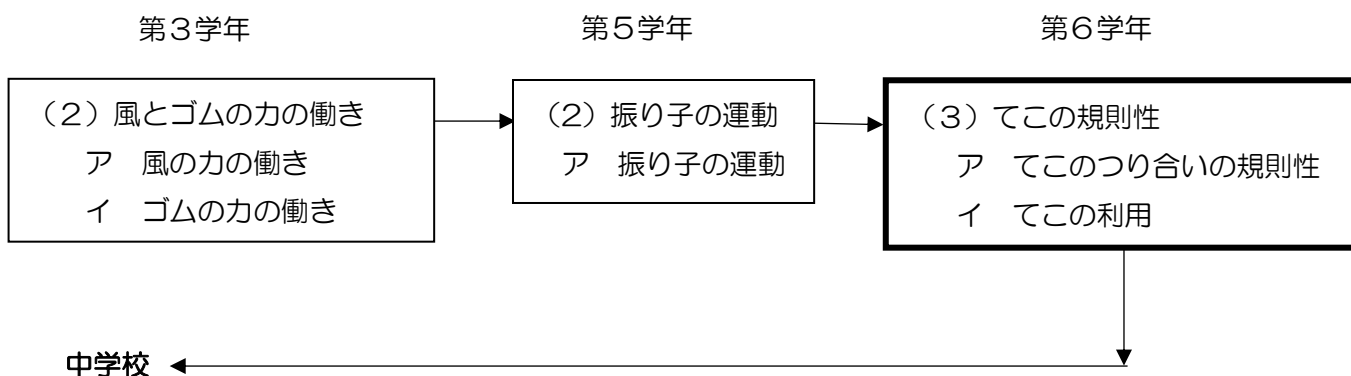 第3学年
第5学年
第6学年
（2）風とゴムの力の働き
ア　風の力の働き
イ　ゴムの力の働き
（2）振り子の運動
ア　振り子の運動
（3）てこの規則性
ア　てこのつり合いの規則性
イ　てこの利用
中学校